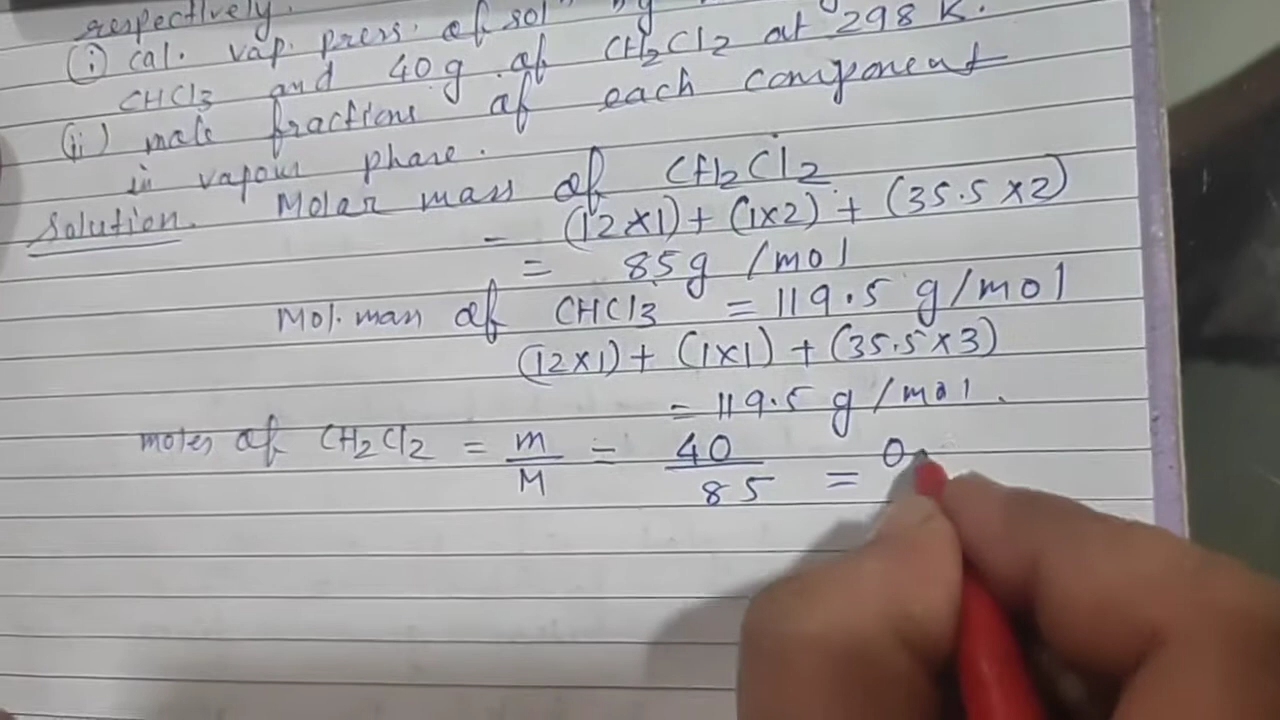 respectively.
(i) cal. vap. press. of sol
CHCl3 and 40g of CH2Cl2 at 298 K.
(ii) mole fractions of each component
in vapour phase.
Solution. Molar mass of CH2Cl2
= (12×1) + (1×2) + (35.5×2)
= 85g /mol
Mol. mass of CHCl3 = 119.5 g/mol
(12×1) + (1×1) + (35.5×3)
= 119.5 g /mol.
moles of CH2Cl2 = m/M = 40/85 = 0.